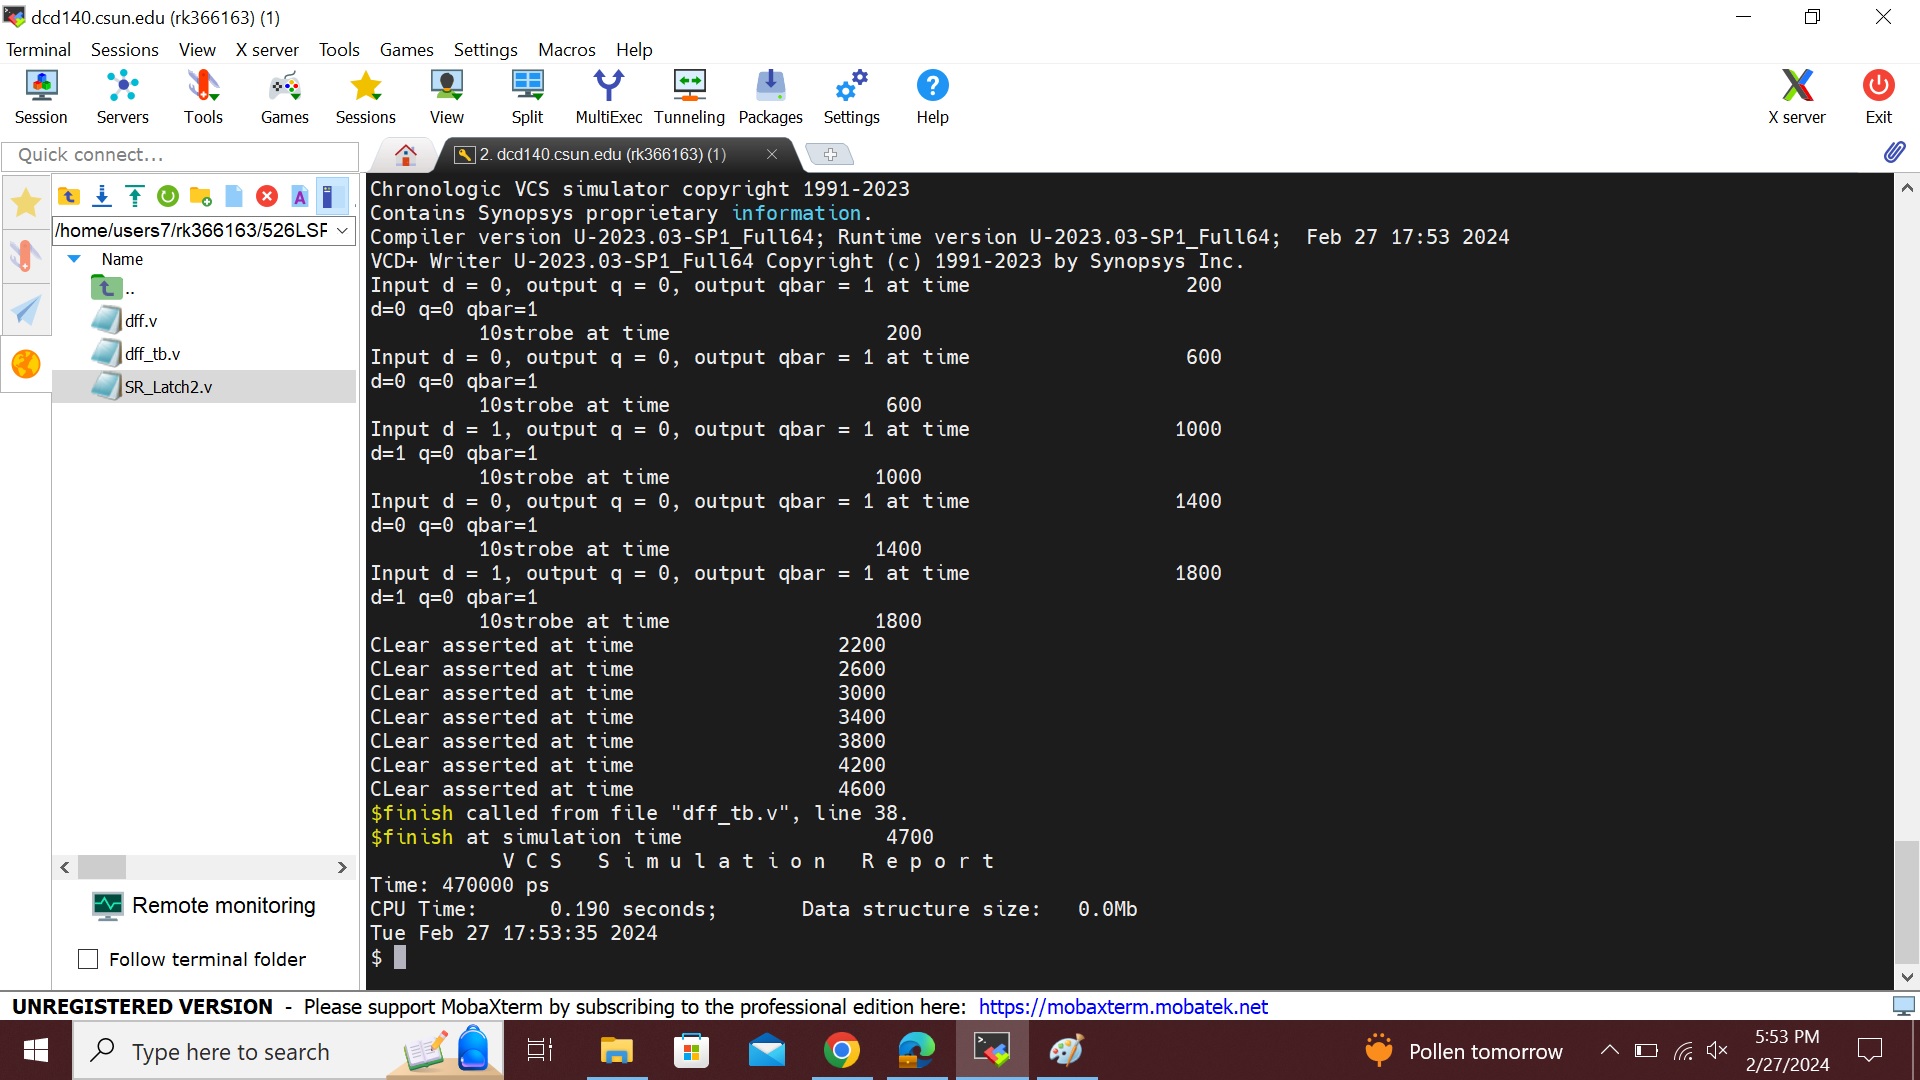 dcd140.csun.edu (rk366163) (1)
Terminal Sessions View X server Tools Games Settings Macros Help
Session Servers Tools Games Sessions View Split MultiExec Tunneling Packages Settings Help X server Exit
Quick connect...
2. dcd140.csun.edu (rk366163) (1)
/home/users7/rk366163/526LSF
Name
..
dff.v
dff_tb.v
SR_Latch2.v
Remote monitoring
Follow terminal folder
Chronologic VCS simulator copyright 1991-2023
Contains Synopsys proprietary information.
Compiler version U-2023.03-SP1_Full64; Runtime version U-2023.03-SP1_Full64;  Feb 27 17:53 2024
VCD+ Writer U-2023.03-SP1_Full64 Copyright (c) 1991-2023 by Synopsys Inc.
Input d = 0, output q = 0, output qbar = 1 at time                  200
d=0 q=0 qbar=1
         10strobe at time                  200
Input d = 0, output q = 0, output qbar = 1 at time                  600
d=0 q=0 qbar=1
         10strobe at time                  600
Input d = 1, output q = 0, output qbar = 1 at time                 1000
d=1 q=0 qbar=1
         10strobe at time                 1000
Input d = 0, output q = 0, output qbar = 1 at time                 1400
d=0 q=0 qbar=1
         10strobe at time                 1400
Input d = 1, output q = 0, output qbar = 1 at time                 1800
d=1 q=0 qbar=1
         10strobe at time                 1800
CLear asserted at time                 2200
CLear asserted at time                 2600
CLear asserted at time                 3000
CLear asserted at time                 3400
CLear asserted at time                 3800
CLear asserted at time                 4200
CLear asserted at time                 4600
$finish called from file "dff_tb.v", line 38.
$finish at simulation time                 4700
           V C S   S i m u l a t i o n   R e p o r t
Time: 470000 ps
CPU Time:      0.190 seconds;       Data structure size:   0.0Mb
Tue Feb 27 17:53:35 2024
$
UNREGISTERED VERSION - Please support MobaXterm by subscribing to the professional edition here: https://mobaxterm.mobatek.net
Type here to search
Pollen tomorrow
5:53 PM
2/27/2024